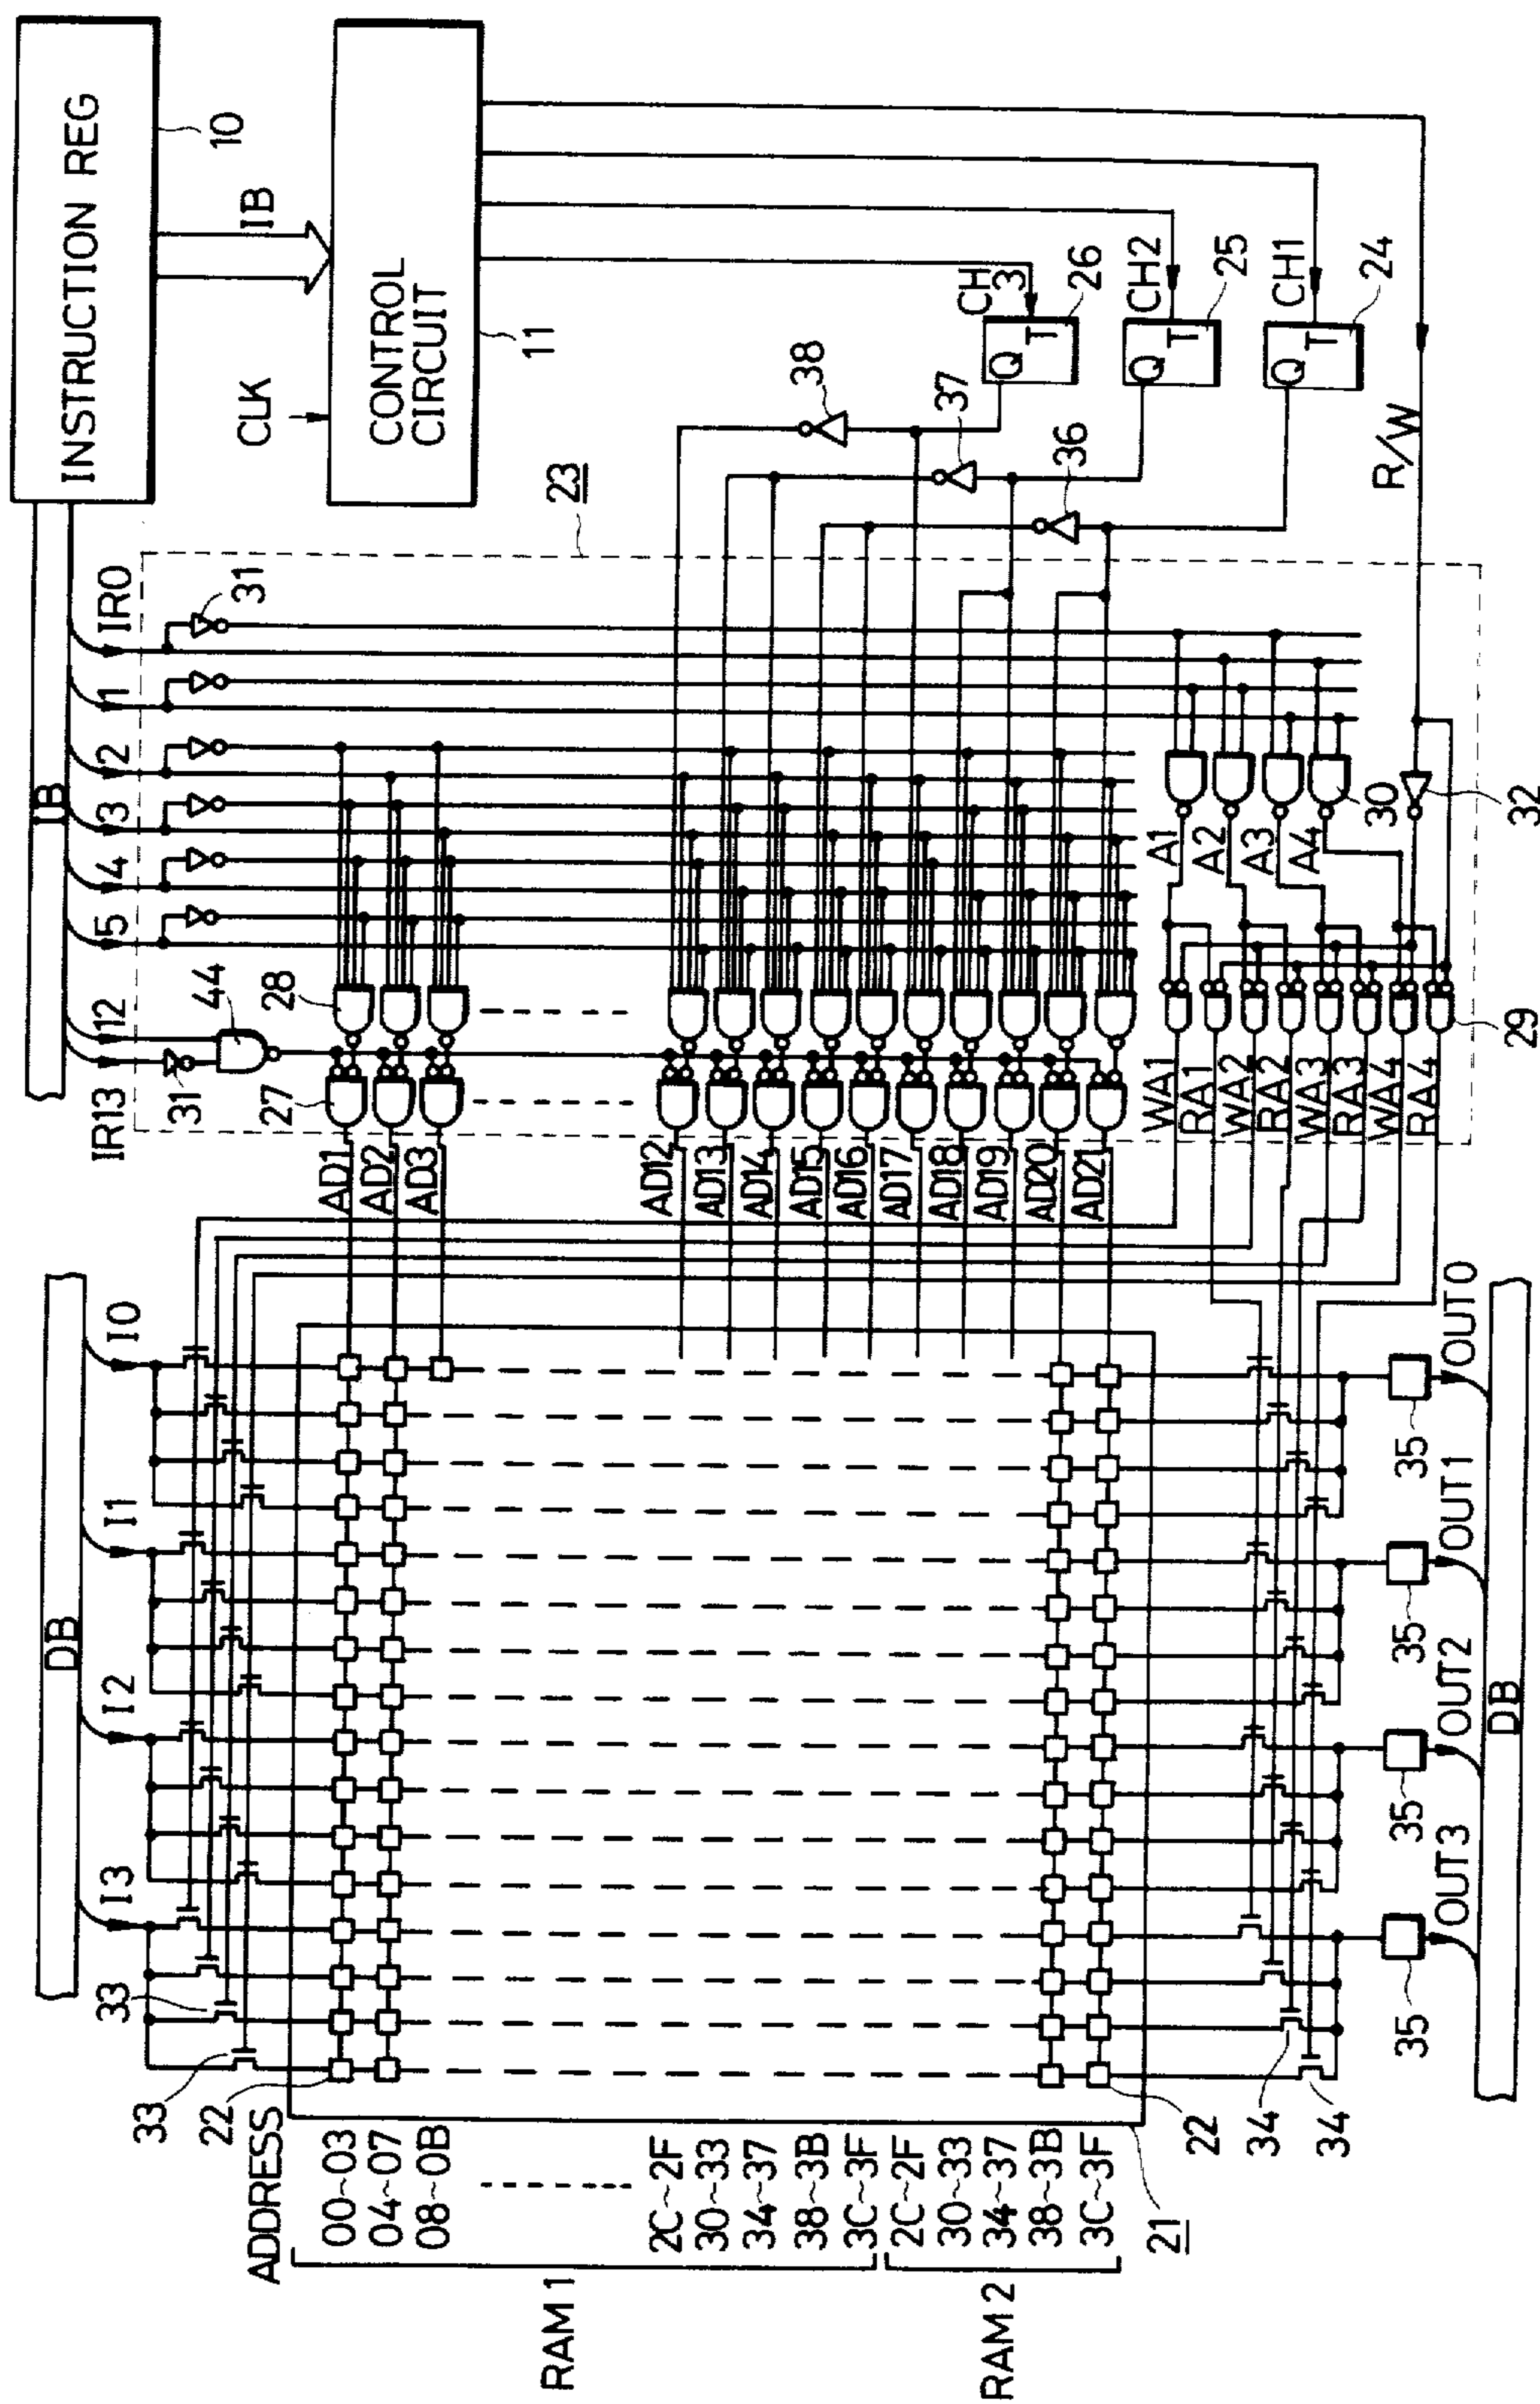 INSTRUCTION REG
10
IB
CONTROL
CIRCUIT
11
CLK
CH
3
26
CH2
25
CH1
24
Q
T
Q
T
Q
T
38
37
36
R/W
23
IB
IR0
1
2
3
4
5
12
IR13
31
31
44
28
27
30
32
29
A1
A2
A3
A4
AD1
AD2
AD3
AD12
AD13
AD14
AD15
AD16
AD17
AD18
AD19
AD20
AD21
WA1
RA1
WA2
RA2
WA3
RA3
WA4
RA4
DB
I0
I1
I2
I3
33
33
22
22
34
34
35
35
35
35
OUT0
OUT1
OUT2
OUT3
DB
ADDRESS
00~03
04~07
08~0B
2C~2F
30~33
34~37
38~3B
3C~3F
2C~2F
30~33
34~37
38~3B
3C~3F
21
RAM 1
RAM 2